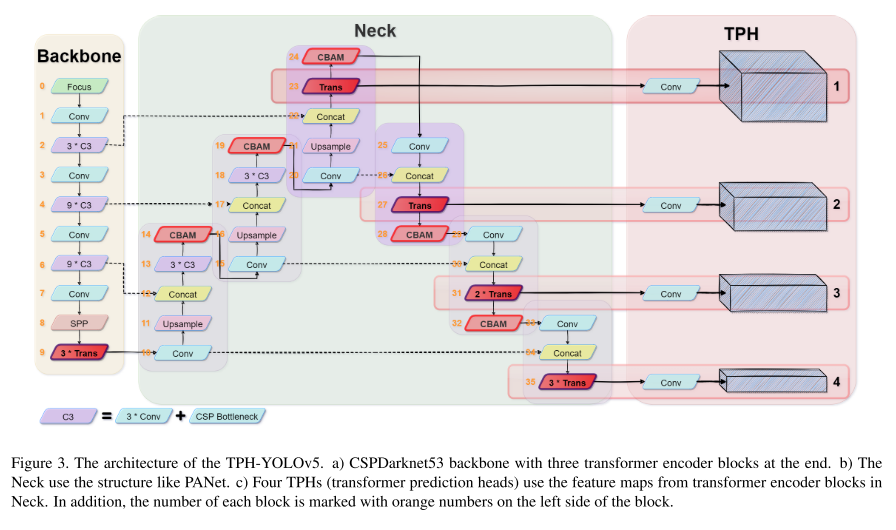 Neck
TPH
Backbone
0 Focus
1 Conv
2 3 * C3
3 Conv
4 9 * C3
5 Conv
6 9 * C3
7 Conv
8 SPP
9 3 * Trans
10 Conv
11 Upsample
12 Concat
13 3 * C3
14 CBAM
15 Conv
16 Upsample
17 Concat
18 3 * C3
19 CBAM
Conv
Upsample
22 Concat
23 Trans
24 CBAM
25 Conv
26 Concat
27 Trans
28 CBAM
29 Conv
30 Concat
31 2 * Trans
32 CBAM
33 Conv
34 Concat
35 3 * Trans
Conv 1
Conv 2
Conv 3
Conv 4
C3 = 3 * Conv + CSP Bottleneck
Figure 3. The architecture of the TPH-YOLOv5. a) CSPDarknet53 backbone with three transformer encoder blocks at the end. b) The
Neck use the structure like PANet. c) Four TPHs (transformer prediction heads) use the feature maps from transformer encoder blocks in
Neck. In addition, the number of each block is marked with orange numbers on the left side of the block.